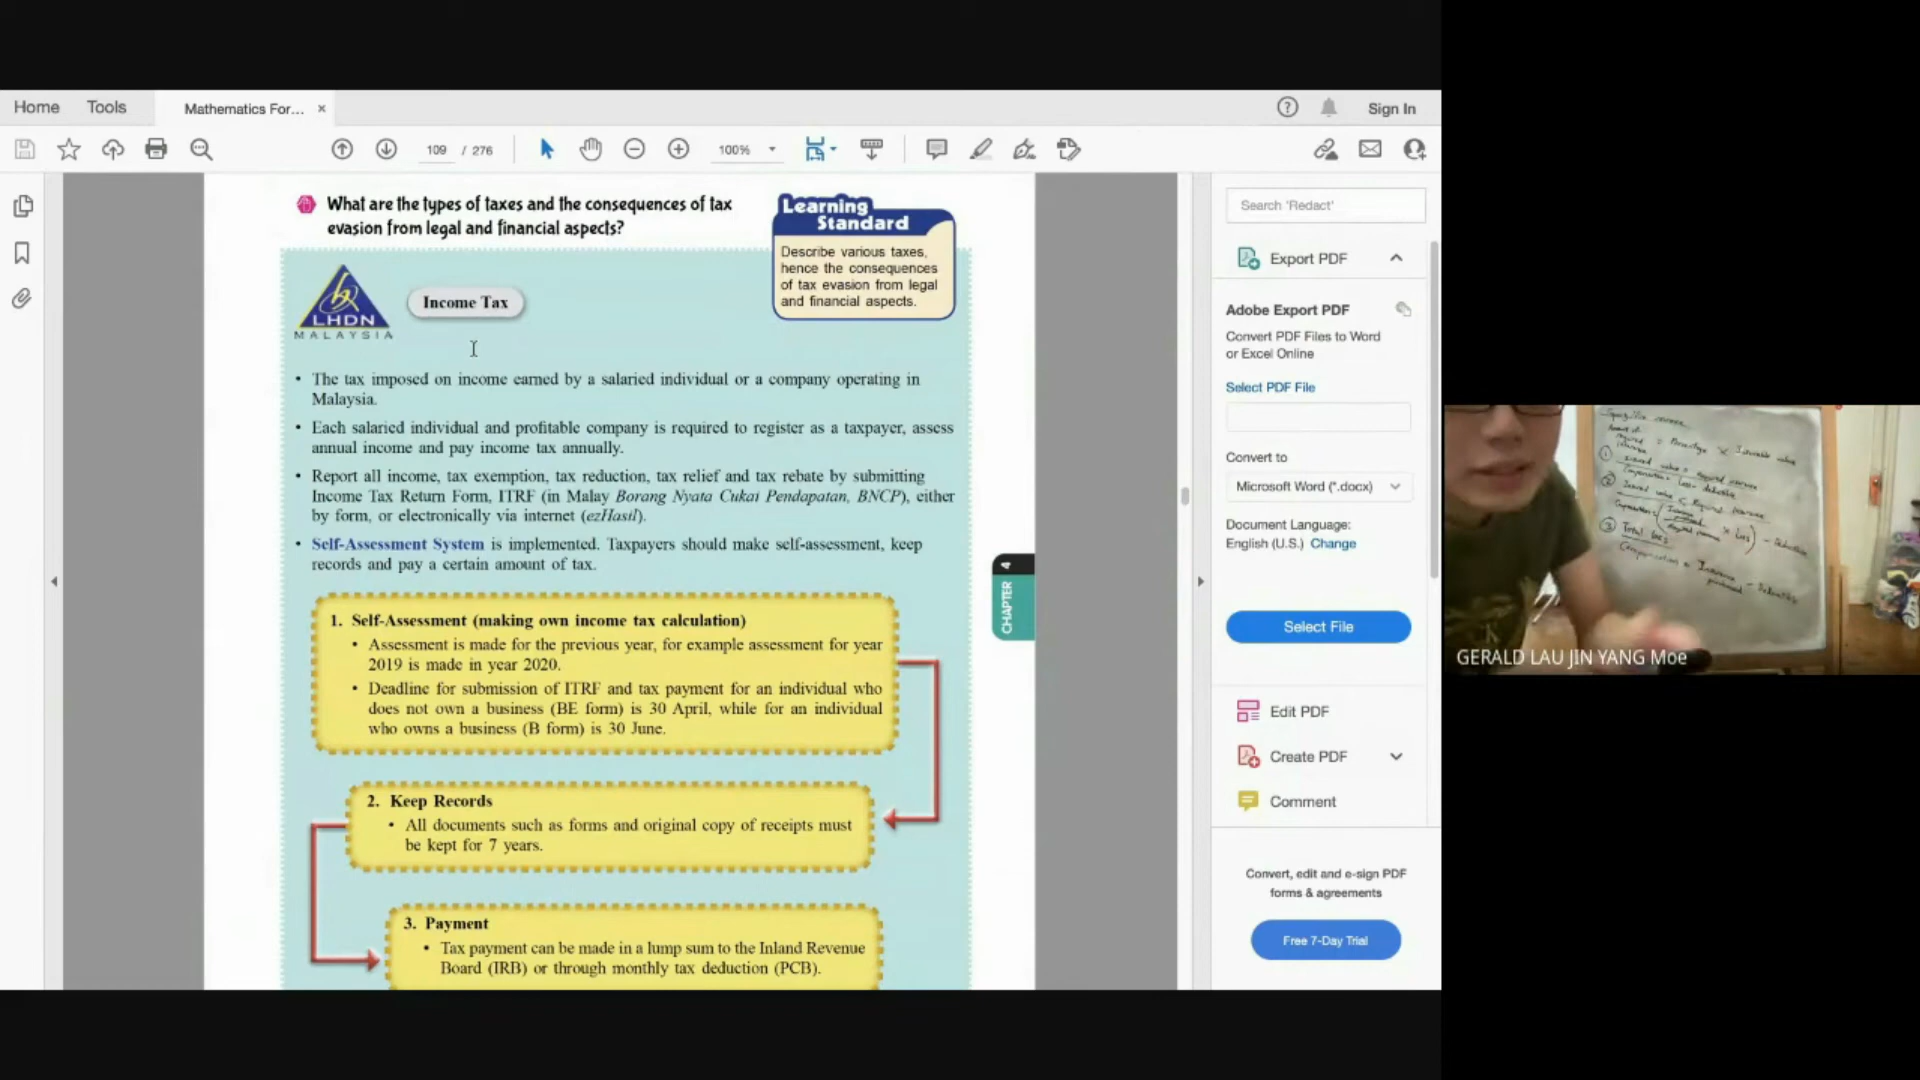 Home
Tools
Mathematics For...
Sign In
109 / 276
100%
What are the types of taxes and the consequences of tax
evasion from legal and financial aspects?
Learning
Standard
Describe various taxes,
hence the consequences
of tax evasion from legal
and financial aspects.
LHDN
MALAYSIA
Income Tax
• The tax imposed on income earned by a salaried individual or a company operating in
Malaysia.
• Each salaried individual and profitable company is required to register as a taxpayer, assess
annual income and pay income tax annually.
• Report all income, tax exemption, tax reduction, tax relief and tax rebate by submitting
Income Tax Return Form, ITRF (in Malay Borang Nyata Cukai Pendapatan, BNCP), either
by form, or electronically via internet (ezHasil).
• Self-Assessment System is implemented. Taxpayers should make self-assessment, keep
records and pay a certain amount of tax.
1. Self-Assessment (making own income tax calculation)
• Assessment is made for the previous year, for example assessment for year
2019 is made in year 2020.
• Deadline for submission of ITRF and tax payment for an individual who
does not own a business (BE form) is 30 April, while for an individual
who owns a business (B form) is 30 June.
2. Keep Records
• All documents such as forms and original copy of receipts must
be kept for 7 years.
3. Payment
• Tax payment can be made in a lump sum to the Inland Revenue
Board (IRB) or through monthly tax deduction (PCB).
CHAPTER 4
Search 'Redact'
Export PDF
Adobe Export PDF
Convert PDF Files to Word
or Excel Online
Select PDF File
Convert to
Microsoft Word (*.docx)
Document Language:
English (U.S.) Change
Select File
Edit PDF
Create PDF
Comment
Convert, edit and e-sign PDF
forms & agreements
Free 7-Day Trial
= Percentage × Insurable value
Total loss
GERALD LAU JIN YANG Moe